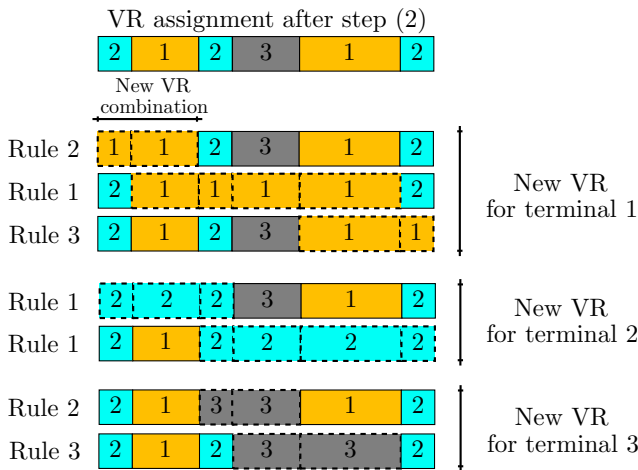 VR assignment after step (2)
2 1 2 3 1 2
New VR
combination
Rule 2 1 1 2 3 1 2
Rule 1 2 1 1 1 1 2
Rule 3 2 1 2 3 1 1
New VR
for terminal 1
Rule 1 2 2 2 3 1 2
Rule 1 2 1 2 2 2 2
New VR
for terminal 2
Rule 2 2 1 3 3 1 2
Rule 3 2 1 2 3 3 2
New VR
for terminal 3